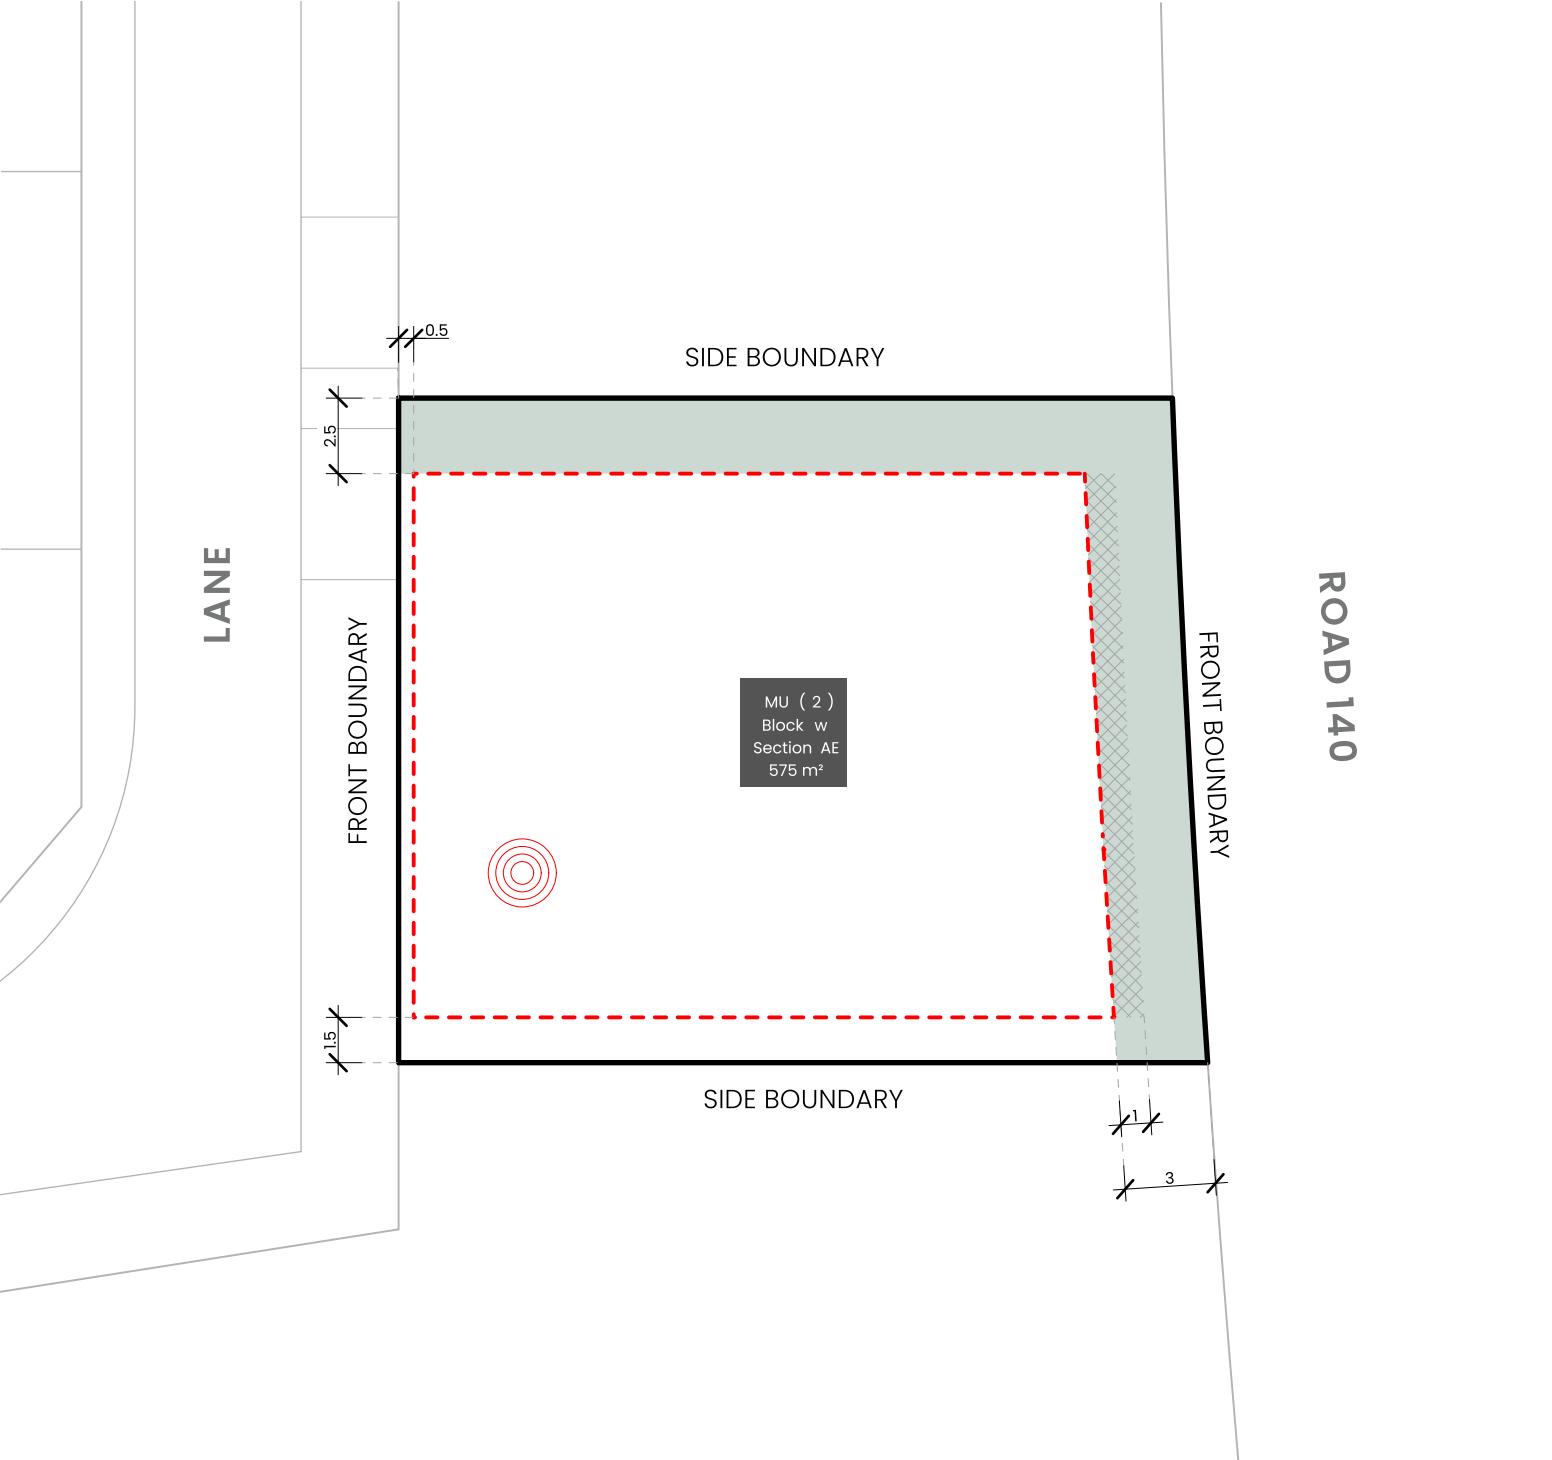 0.5
SIDE BOUNDARY
2.5
LANE
FRONT BOUNDARY
MU ( 2 )
Block w
Section AE
575 m²
FRONT BOUNDARY
ROAD 140
1.5
SIDE BOUNDARY
1
3